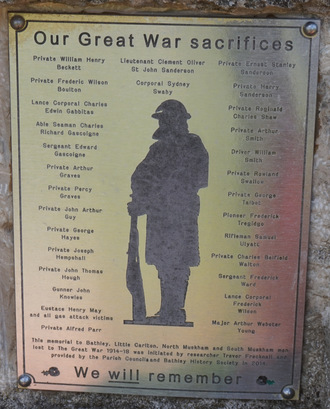 Our Great War sacrifices
Private William Henry
Beckett
Private Frederic Wilson
Boulton
Lance Corporal Charles
Edwin Gabbitas
Able Seaman Charles
Richard Gascoigne
Sergeant Edward
Gascoigne
Private Arthur
Graves
Private Percy
Graves
Private John Arthur
Guy
Private George
Hayes
Private Joseph
Hempshall
Private John Thomas
Hough
Gunner John
Knowles
Eustace Henry May
and all gas attack victims
Private Alfred Parr
Lieutenant Clement Oliver
St John Sanderson
Corporal Sydney
Swaby
Private Ernest Stanley
Sanderson
Private Henry
Sanderson
Private Reginald
Charles Shaw
Private Arthur
Smith
Driver William
Smith
Private Rowland
Swallow
Private George
Talbot
Pioneer Frederick
Tregidgo
Rifleman Samuel
Ulyatt
Private Charles Belfield
Walton
Sergeant Frederick
Ward
Lance Corporal
Frederick
Wilson
Major Arthur Webster
Young
This memorial to Bathley, Little Carlton, North Muskham and South Muskham men
lost to The Great War 1914-18 was initiated by researcher Trevor Frecknall and
provided by the Parish Council and Bathley History Society in 2014.
We will remember